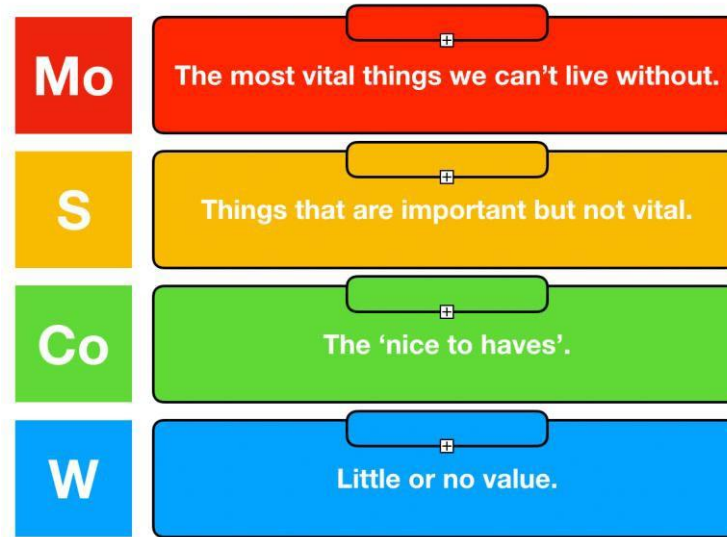 Mo
The most vital things we can’t live without.
S
Things that are important but not vital.
Co
The ‘nice to haves’.
W
Little or no value.